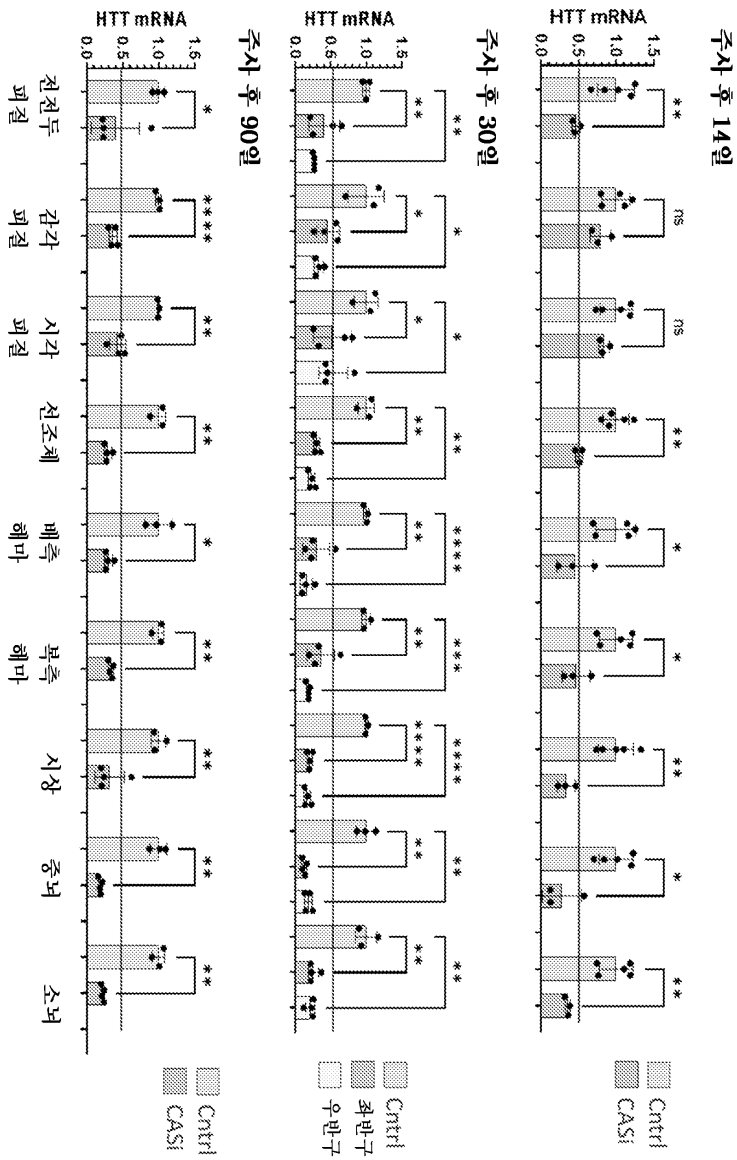 주사 후 14일
HTT mRNA
1.5
1.0
0.5
0.0
** ns ns ** * * ** * **
Cntrl
CASi
주사 후 30일
HTT mRNA
1.5
1.0
0.5
0.0
** * * ** **** **** **** ** **
** * * ** ** ** **** ** **
Cntrl
좌반구
우반구
주사 후 90일
HTT mRNA
1.5
1.0
0.5
0.0
* **** ** ** * ** ** ** **
Cntrl
CASi
전전두 감각 시각 선조체 배측 복측 시상 중뇌 소뇌
피질 피질 피질 해마 해마